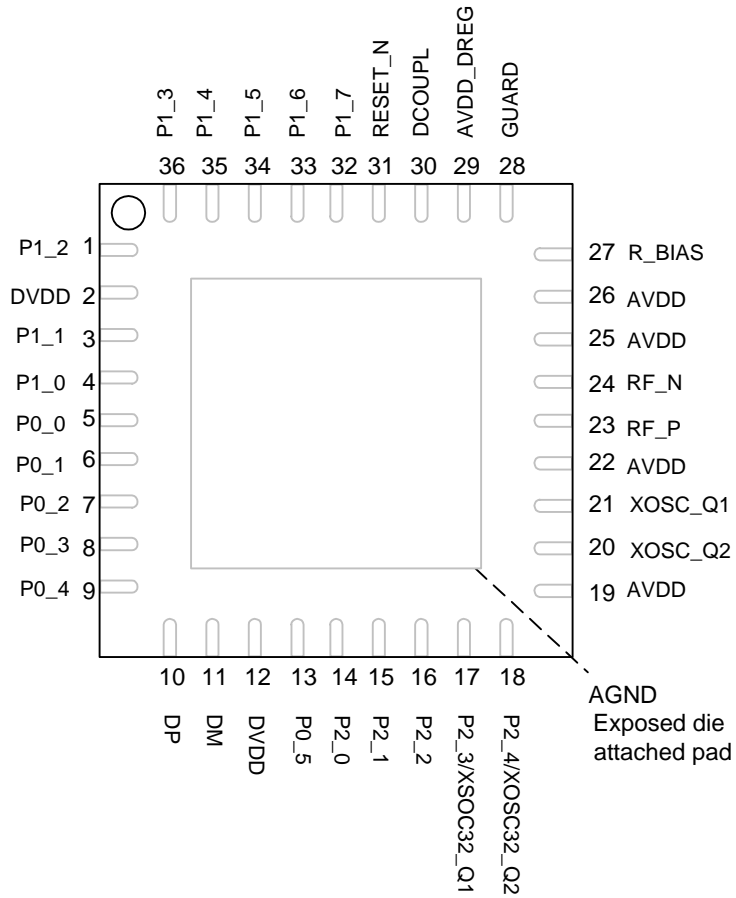 P1_3
P1_4
P1_5
P1_6
P1_7
RESET_N
DCOUPL
AVDD_DREG
GUARD
36 35 34 33 32 31 30 29 28
P1_2 1
DVDD 2
P1_1 3
P1_0 4
P0_0 5
P0_1 6
P0_2 7
P0_3 8
P0_4 9
27 R_BIAS
26 AVDD
25 AVDD
24 RF_N
23 RF_P
22 AVDD
21 XOSC_Q1
20 XOSC_Q2
19 AVDD
10 11 12 13 14 15 16 17 18
DP
DM
DVDD
P0_5
P2_0
P2_1
P2_2
P2_3/XSOC32_Q1
P2_4/XOSC32_Q2
AGND
Exposed die
attached pad